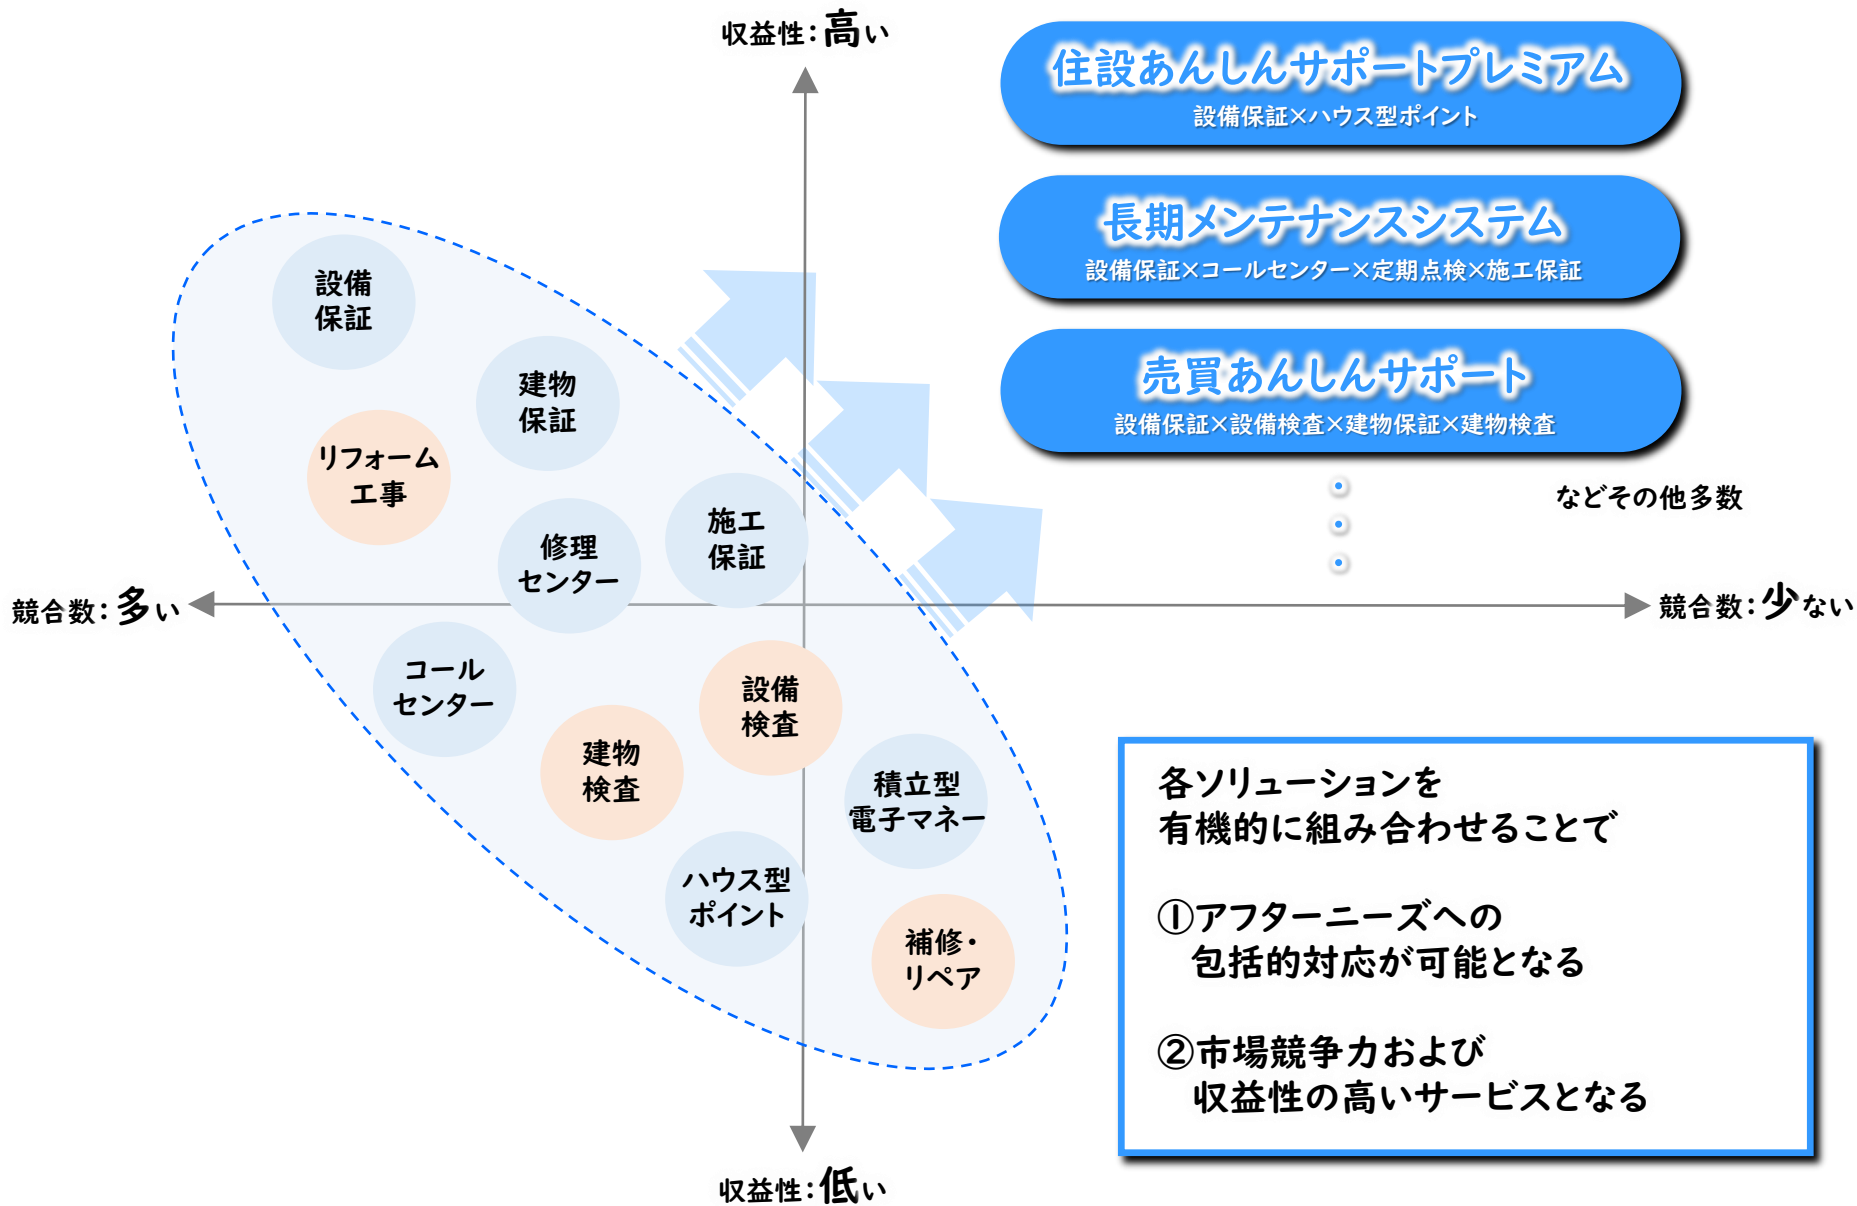 収益性：高い
住設あんしんサポートプレミアム
設備保証×ハウス型ポイント
長期メンテナンスシステム
設備保証×コールセンター×定期点検×施工保証
売買あんしんサポート
設備保証×設備検査×建物保証×建物検査
などその他多数
設備
保証
建物
保証
リフォーム
工事
修理
センター
施工
保証
競合数：多い
競合数：少ない
コール
センター
設備
検査
建物
検査
積立型
電子マネー
ハウス型
ポイント
補修・
リペア
各ソリューションを
有機的に組み合わせることで
①アフターニーズへの
包括的対応が可能となる
②市場競争力および
収益性の高いサービスとなる
収益性：低い